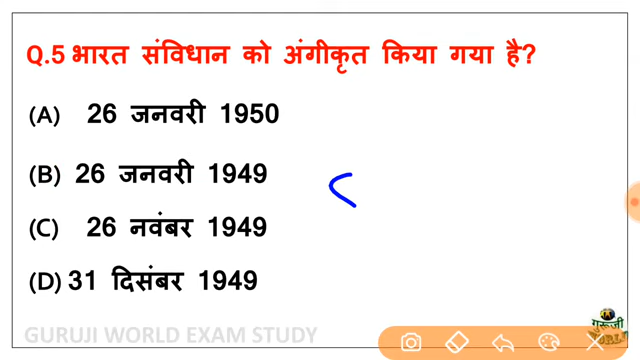 Q.5 भारत संविधान को अंगीकृत किया गया है?
(A) 26 जनवरी 1950
(B) 26 जनवरी 1949
(C) 26 नवंबर 1949
(D) 31 दिसंबर 1949
गुरूजी
WORLD
GURUJI WORLD EXAM STUDY